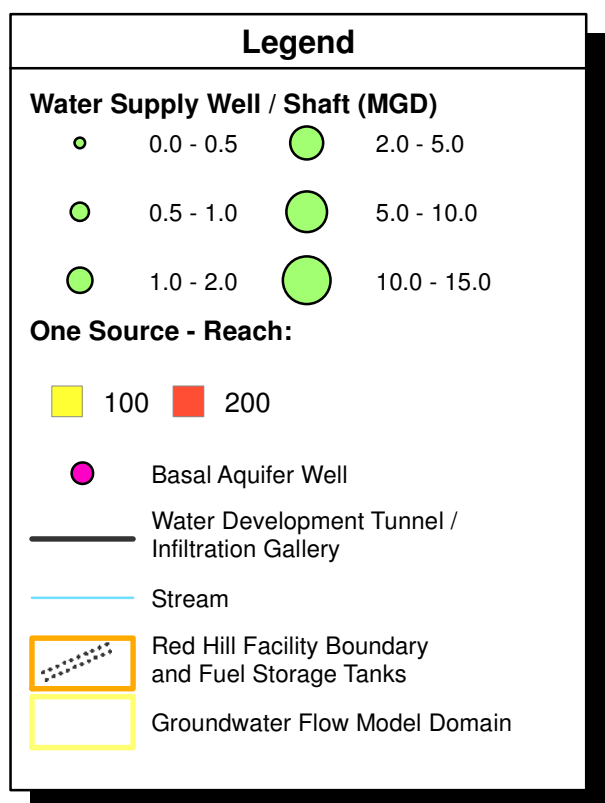 Legend
Water Supply Well / Shaft (MGD)
0.0 - 0.5 2.0 - 5.0
0.5 - 1.0 5.0 - 10.0
1.0 - 2.0 10.0 - 15.0
One Source - Reach:
100 200
Basal Aquifer Well
Water Development Tunnel /
Infiltration Gallery
Stream
Red Hill Facility Boundary
and Fuel Storage Tanks
Groundwater Flow Model Domain